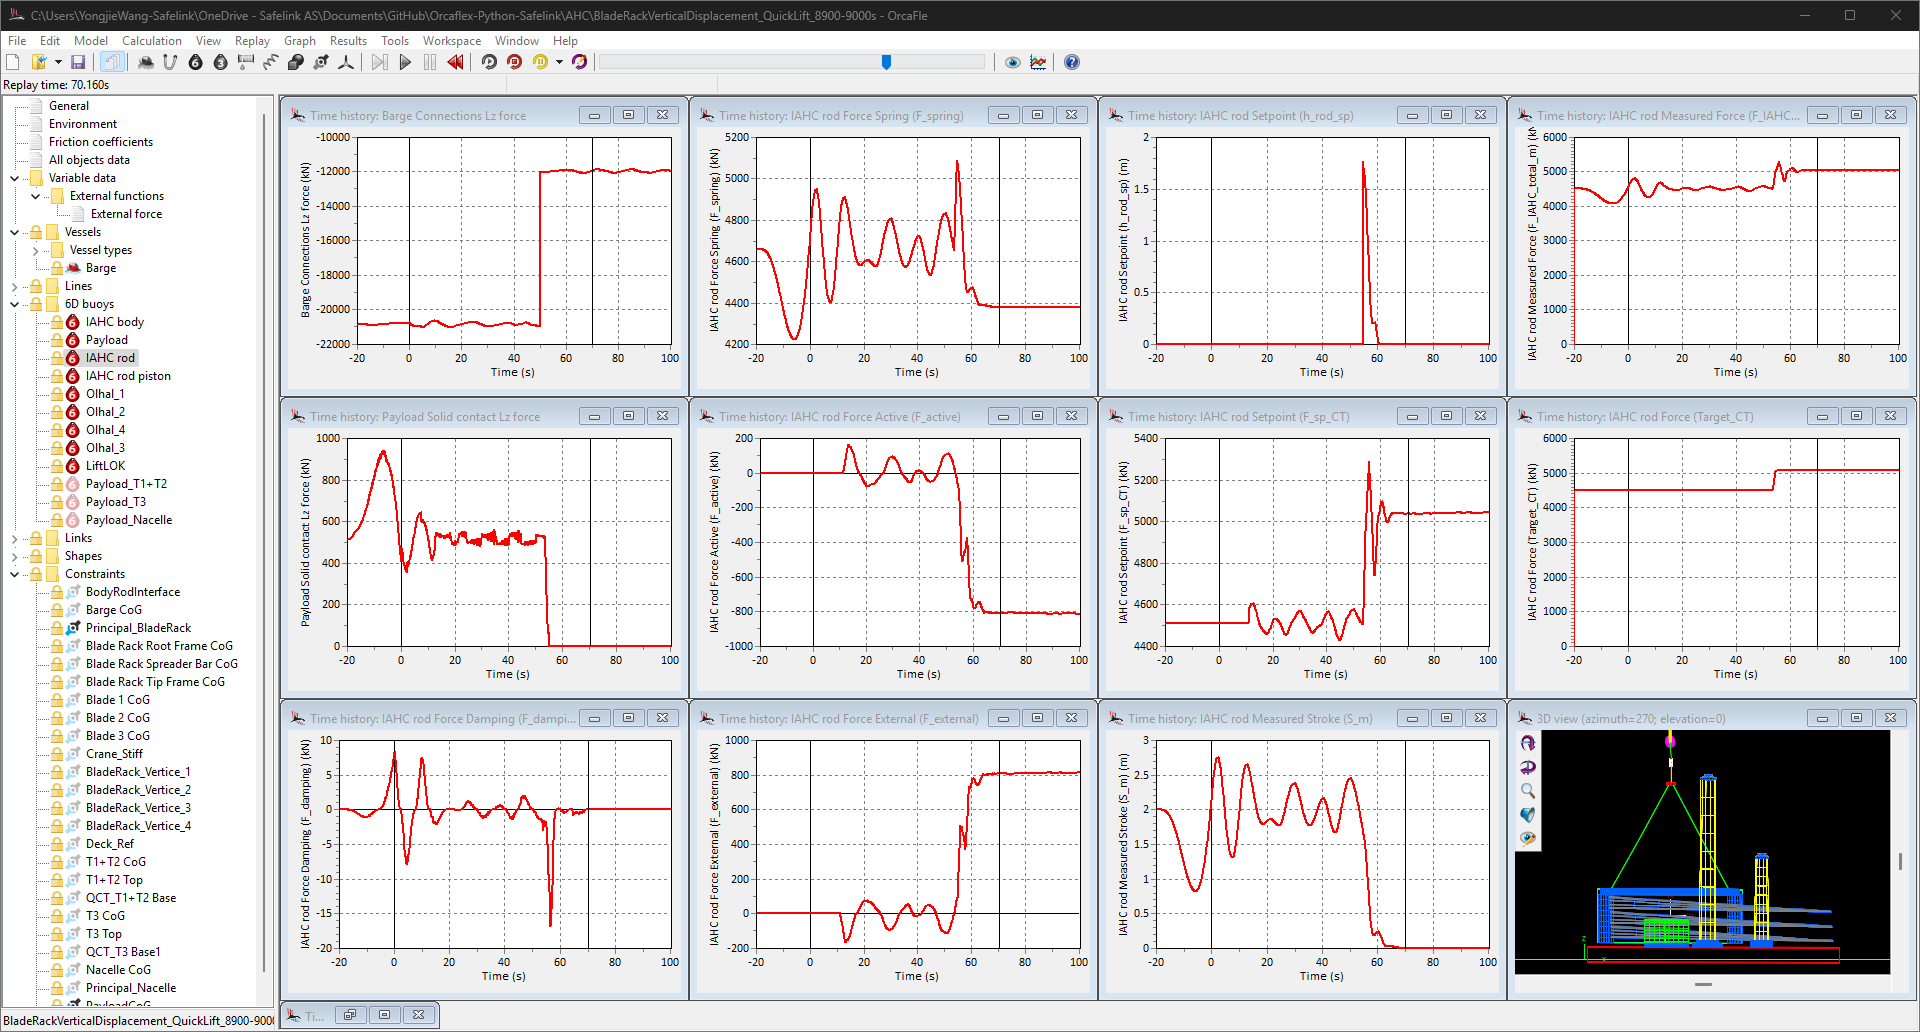 C:\Users\YongjieWang-Safelink\OneDrive - Safelink AS\Documents\GitHub\Orcaflex-Python-Safelink\AHC\BladeRackVerticalDisplacement_QuickLift_8900-9000s - OrcaFle
File Edit Model Calculation View Replay Graph Results Tools Workspace Window Help
Replay time: 70.160s
General
Environment
Friction coefficients
All objects data
Variable data
External functions
External force
Vessels
Vessel types
Barge
Lines
6D buoys
IAHC body
Payload
IAHC rod
IAHC rod piston
Olhal_1
Olhal_2
Olhal_4
Olhal_3
LiftLOK
Payload_T1+T2
Payload_T3
Payload_Nacelle
Links
Shapes
Constraints
BodyRodInterface
Barge CoG
Principal_BladeRack
Blade Rack Root Frame CoG
Blade Rack Spreader Bar CoG
Blade Rack Tip Frame CoG
Blade 1 CoG
Blade 2 CoG
Blade 3 CoG
Crane_Stiff
BladeRack_Vertice_1
BladeRack_Vertice_2
BladeRack_Vertice_3
BladeRack_Vertice_4
Deck_Ref
T1+T2 CoG
T1+T2 Top
QCT_T1+T2 Base
T3 CoG
T3 Top
QCT_T3 Base1
Nacelle CoG
Principal_Nacelle
PayloadCoG
BladeRackVerticalDisplacement_QuickLift_8900-9000
Time history: Barge Connections Lz force
Barge Connections Lz force (kN)
-10000
-12000
-14000
-16000
-18000
-20000
-22000
-20 0 20 40 60 80 100
Time (s)
Time history: IAHC rod Force Spring (F_spring)
IAHC rod Force Spring (F_spring) (kN)
5200
5000
4800
4600
4400
4200
-20 0 20 40 60 80 100
Time (s)
Time history: IAHC rod Setpoint (h_rod_sp)
IAHC rod Setpoint (h_rod_sp) (m)
2
1.5
1
0.5
0
-20 0 20 40 60 80 100
Time (s)
Time history: IAHC rod Measured Force (F_IAHC...
IAHC rod Measured Force (F_IAHC_total_m) (kN
6000
5000
4000
3000
2000
1000
0
-20 0 20 40 60 80 100
Time (s)
Time history: Payload Solid contact Lz force
Payload Solid contact Lz force (kN)
1000
800
600
400
200
0
-20 0 20 40 60 80 100
Time (s)
Time history: IAHC rod Force Active (F_active)
IAHC rod Force Active (F_active) (kN)
200
0
-200
-400
-600
-800
-1000
-20 0 20 40 60 80 100
Time (s)
Time history: IAHC rod Setpoint (F_sp_CT)
IAHC rod Setpoint (F_sp_CT) (kN)
5400
5200
5000
4800
4600
4400
-20 0 20 40 60 80 100
Time (s)
Time history: IAHC rod Force (Target_CT)
IAHC rod Force (Target_CT) (kN)
6000
5000
4000
3000
2000
1000
0
-20 0 20 40 60 80 100
Time (s)
Time history: IAHC rod Force Damping (F_dampi...
IAHC rod Force Damping (F_damping) (kN)
10
5
0
-5
-10
-15
-20
-20 0 20 40 60 80 100
Time (s)
Time history: IAHC rod Force External (F_external)
IAHC rod Force External (F_external) (kN)
1000
800
600
400
200
0
-200
-20 0 20 40 60 80 100
Time (s)
Time history: IAHC rod Measured Stroke (S_m)
IAHC rod Measured Stroke (S_m) (m)
3
2.5
2
1.5
1
0.5
0
-20 0 20 40 60 80 100
Time (s)
3D view (azimuth=270; elevation=0)
Z
Ti...